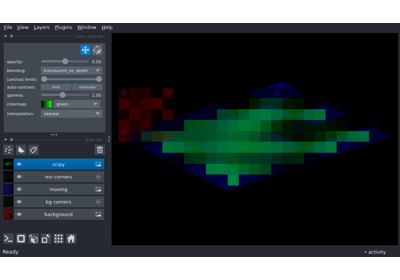 File View Layers Plugins Window Help
opacity: 0.50
blending: translucent_no_depth
contrast limits:
auto-contrast: once continuous
gamma: 1.00
colormap: green
interpolation: nearest
scipy
mv corners
moving
bg corners
background
Ready
activity